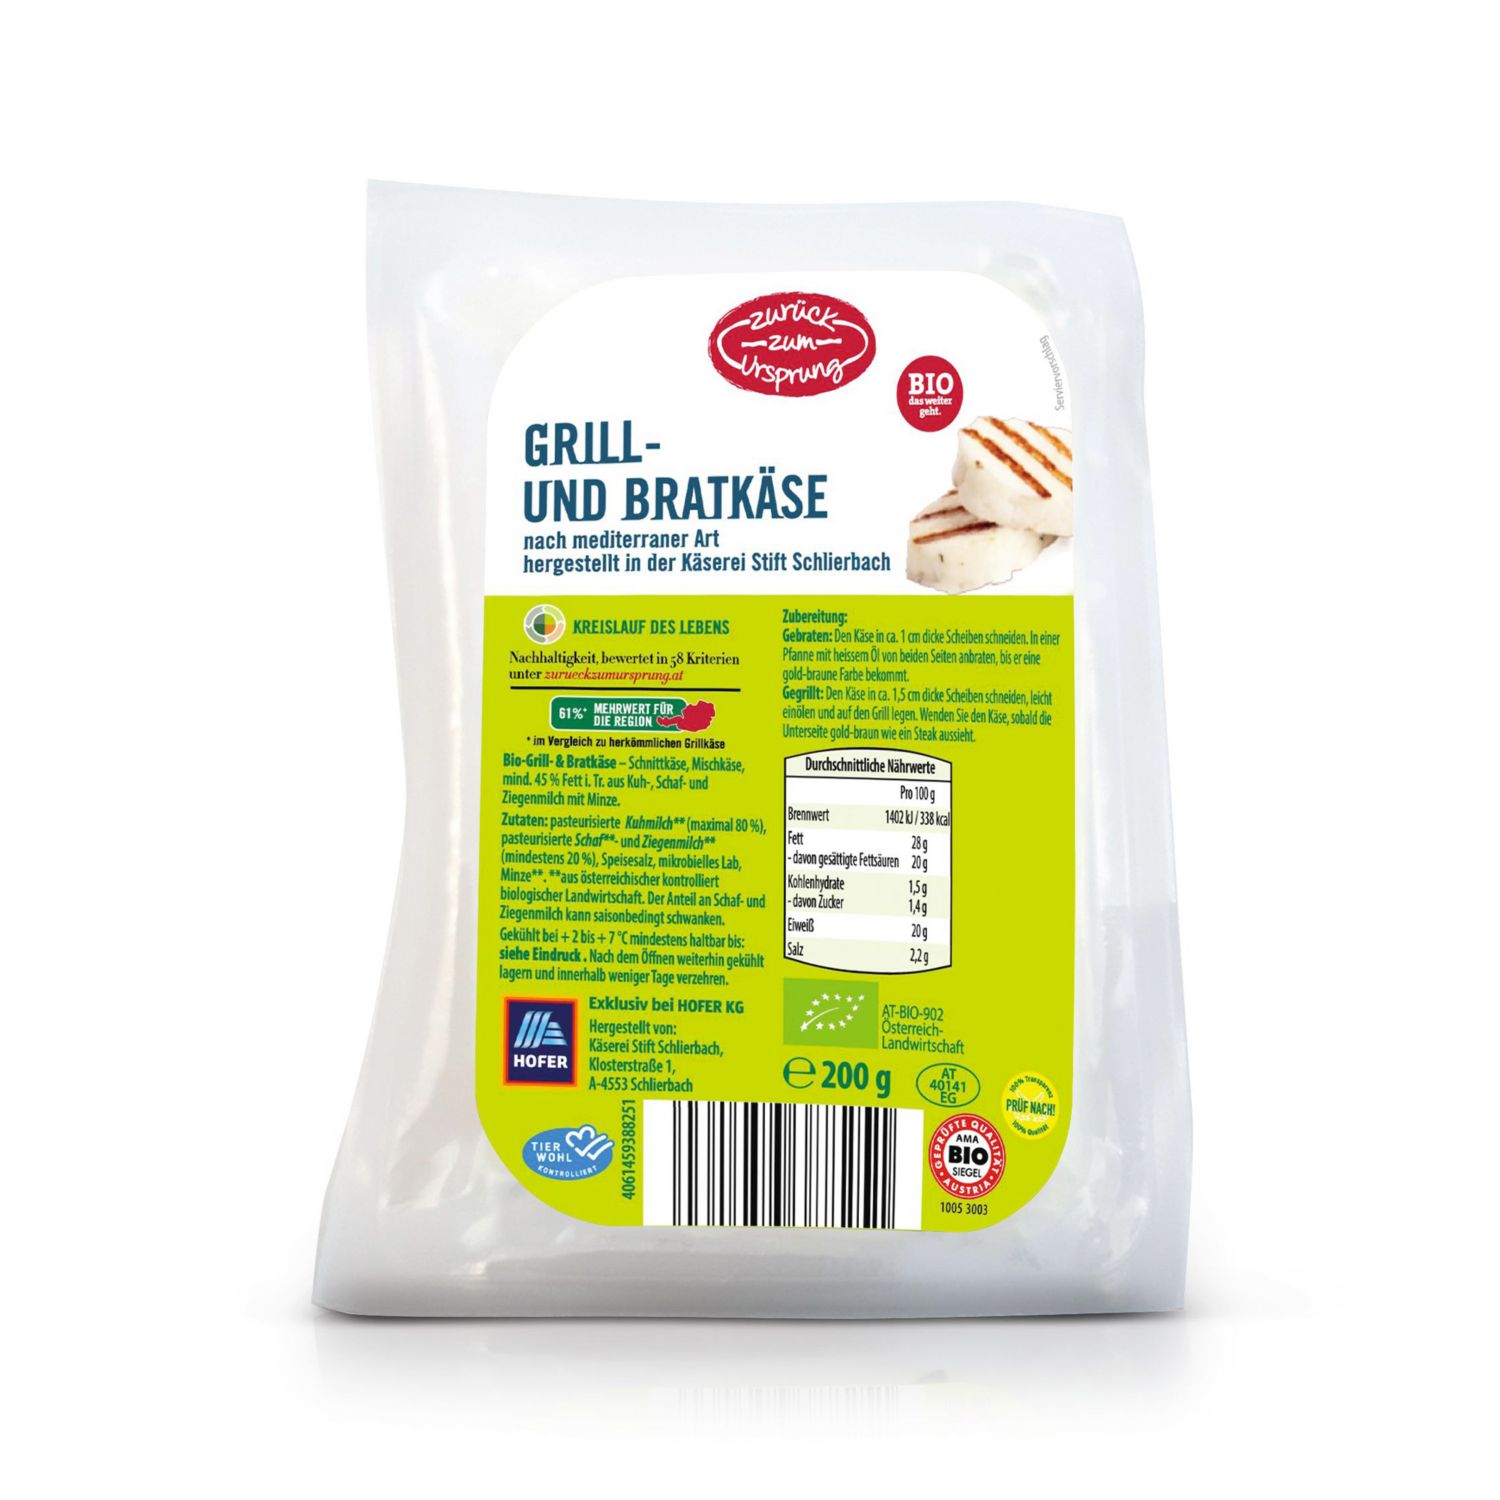 zurück
zum
Ursprung
BIO
das weiter
geht.
Serviervorschlag
GRILL-
UND BRATKÄSE
nach mediterraner Art
hergestellt in der Käserei Stift Schlierbach
KREISLAUF DES LEBENS
Nachhaltigkeit, bewertet in 58 Kriterien
unter zurueckzumursprung.at
61%* MEHRWERT FÜR
DIE REGION
* im Vergleich zu herkömmlichen Grillkäse
Bio-Grill- & Bratkäse – Schnittkäse, Mischkäse,
mind. 45 % Fett i. Tr. aus Kuh-, Schaf- und
Ziegenmilch mit Minze.
Zutaten: pasteurisierte Kuhmilch** (maximal 80 %),
pasteurisierte Schaf**- und Ziegenmilch**
(mindestens 20 %), Speisesalz, mikrobielles Lab,
Minze**. **aus österreichischer kontrolliert
biologischer Landwirtschaft. Der Anteil an Schaf- und
Ziegenmilch kann saisonbedingt schwanken.
Gekühlt bei + 2 bis + 7 °C mindestens haltbar bis:
siehe Eindruck . Nach dem Öffnen weiterhin gekühlt
lagern und innerhalb weniger Tage verzehren.
HOFER
Exklusiv bei HOFER KG
Hergestellt von:
Käserei Stift Schlierbach,
Klosterstraße 1,
A-4553 Schlierbach
TIER
WOHL
KONTROLLIERT
4061459388251
Zubereitung:
Gebraten: Den Käse in ca. 1 cm dicke Scheiben schneiden. In einer
Pfanne mit heissem Öl von beiden Seiten anbraten, bis er eine
gold-braune Farbe bekommt.
Gegrillt: Den Käse in ca. 1,5 cm dicke Scheiben schneiden, leicht
einölen und auf den Grill legen. Wenden Sie den Käse, sobald die
Unterseite gold-braun wie ein Steak aussieht.
Durchschnittliche Nährwerte
Pro 100 g
Brennwert 1402 kJ / 338 kcal
Fett 28 g
- davon gesättigte Fettsäuren 20 g
Kohlenhydrate 1,5 g
- davon Zucker 1,4 g
Eiweiß 20 g
Salz 2,2 g
AT-BIO-902
Österreich-
Landwirtschaft
e 200 g
AT
40141
EG
100% Transparenz
PRÜF NACH!
100% Qualität
GEPRÜFTE QUALITÄT
AMA
BIO
SIEGEL
AUSTRIA
1005 3003